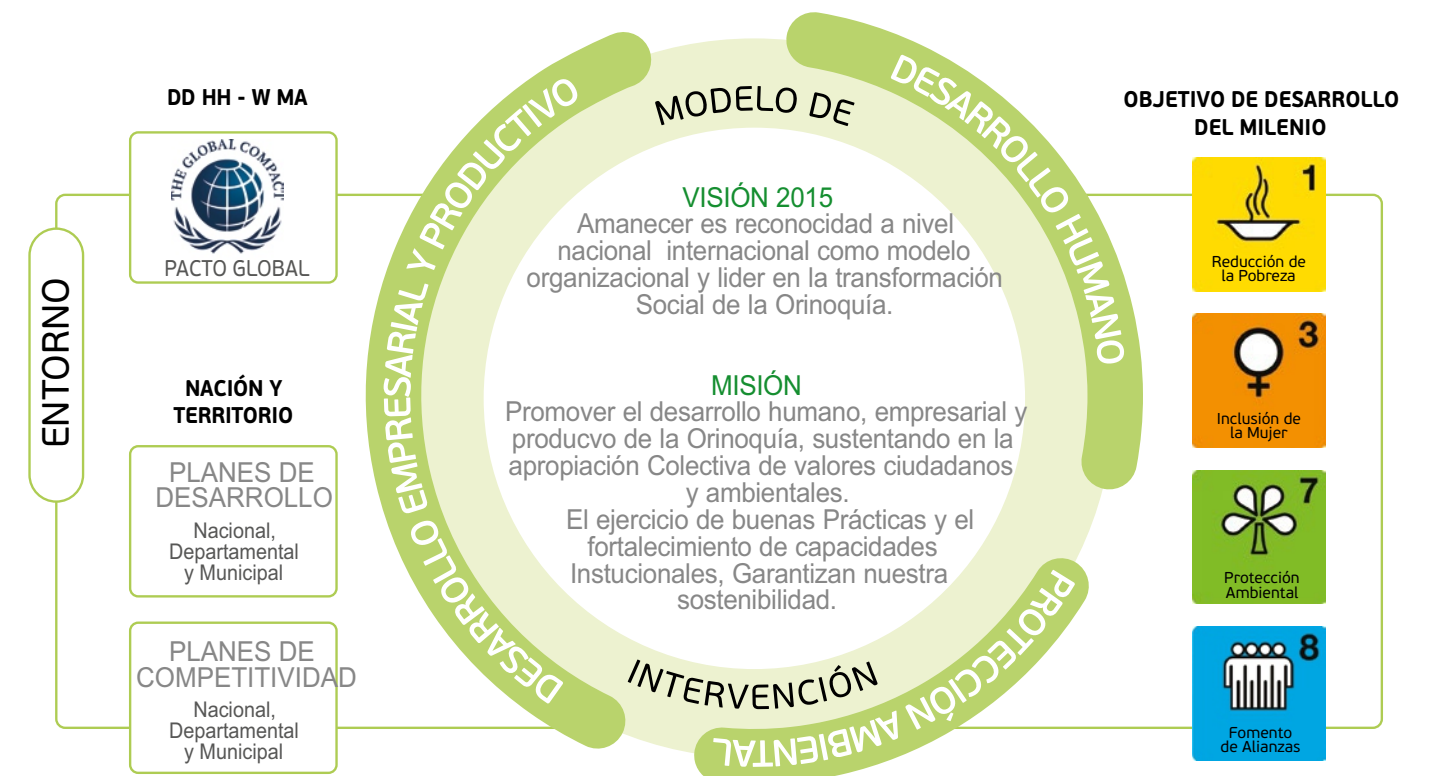 ENTORNO
DD HH - W MA
THE GLOBAL COMPACT
PACTO GLOBAL
NACIÓN Y
TERRITORIO
PLANES DE
DESARROLLO
Nacional,
Departamental
y Municipal
PLANES DE
COMPETITIVIDAD
Nacional,
Departamental
y Municipal
DESARROLLO EMPRESARIAL Y PRODUCTIVO
DESARROLLO HUMANO
PROTECCIÓN AMBIENTAL
MODELO DE
VISIÓN 2015
Amanecer es reconocidad a nivel
nacional internacional como modelo
organizacional y lider en la transformación
Social de la Orinoquía.
MISIÓN
Promover el desarrollo humano, empresarial y
producvo de la Orinoquía, sustentando en la
apropiación Colectiva de valores ciudadanos
y ambientales.
El ejercicio de buenas Prácticas y el
fortalecimiento de capacidades
Instucionales, Garantizan nuestra
sostenibilidad.
INTERVENCIÓN
OBJETIVO DE DESARROLLO
DEL MILENIO
1
Reducción de
la Pobreza
3
Inclusión de
la Mujer
7
Protección
Ambiental
8
Fomento
de Alianzas